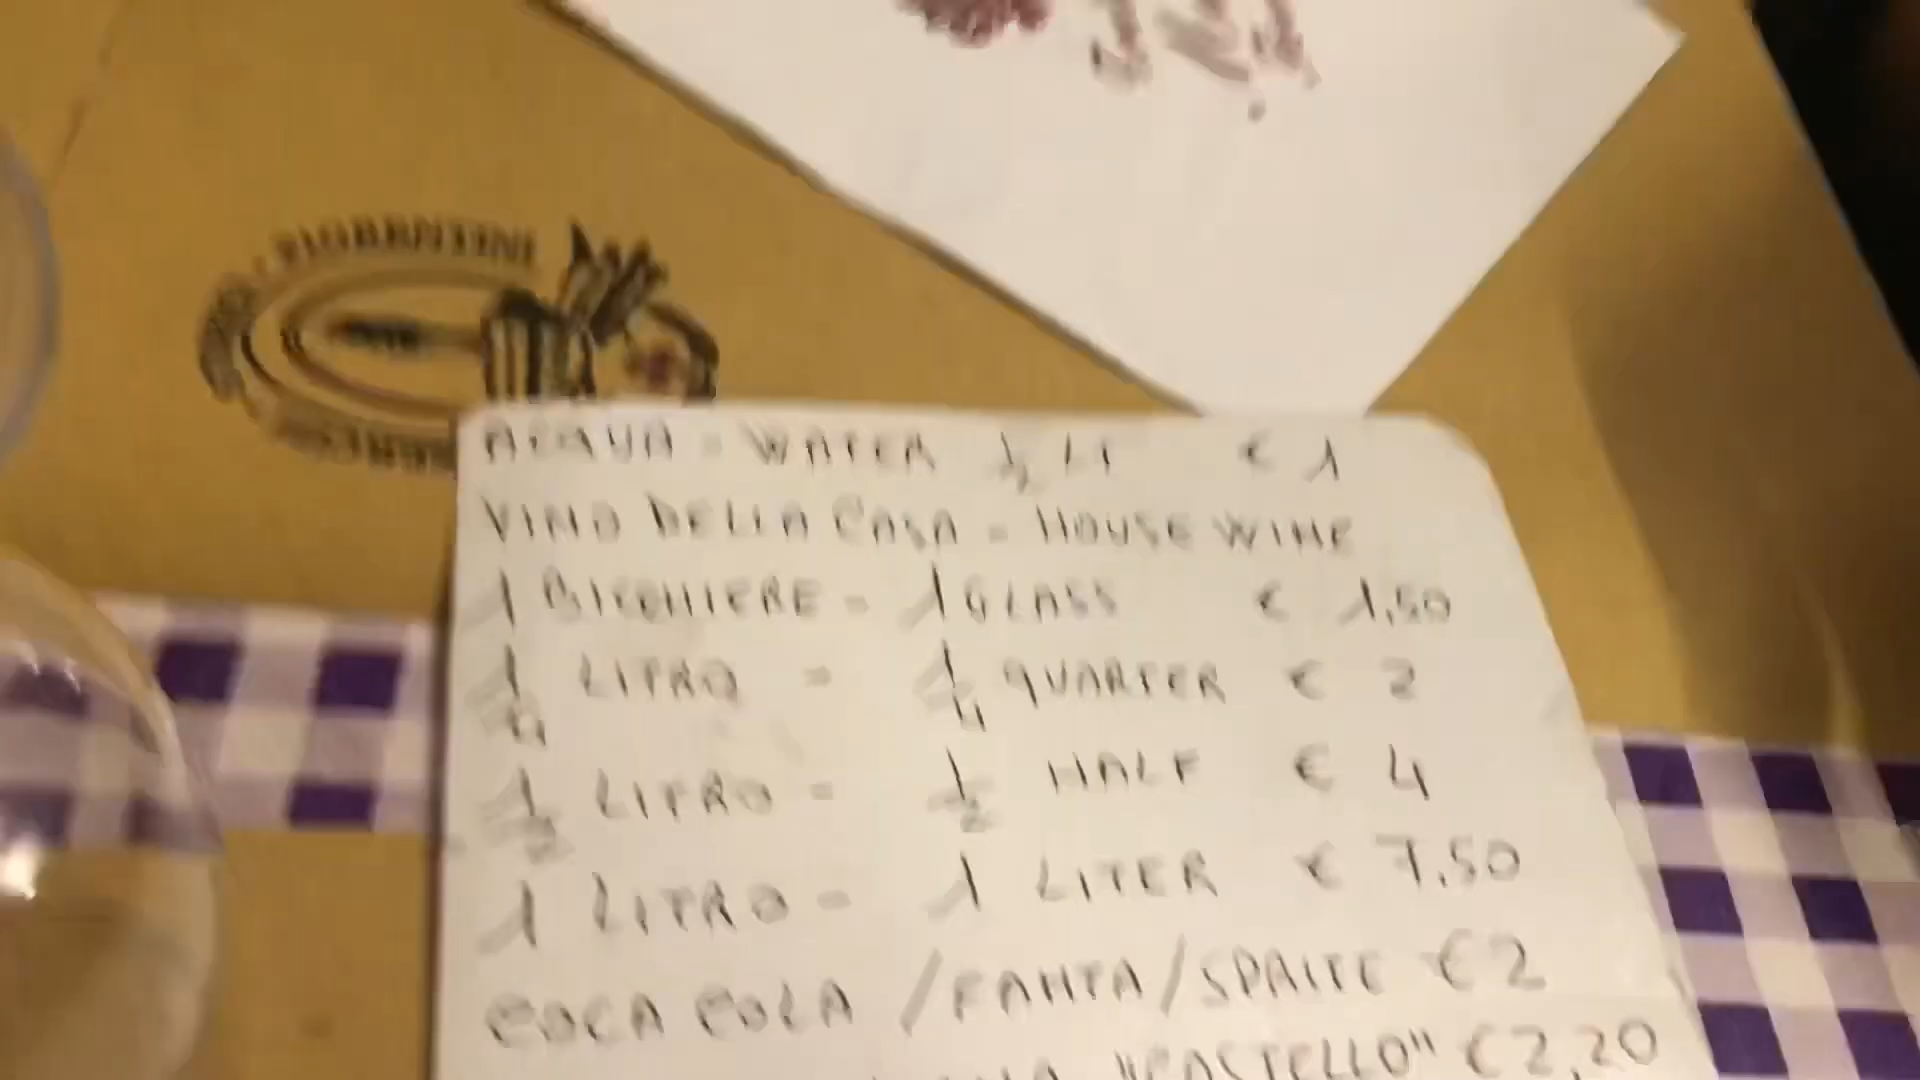 FIORENTINI
ACQUA = WATER 1/2 LT € 1
VINO DELLA CASA = HOUSE WINE
1 BICCHIERE = 1 GLASS € 1,50
1/4 LITRO = 1/4 QUARTER € 2
1/2 LITRO = 1/2 HALF € 4
1 LITRO = 1 LITER € 7,50
COCA COLA / FANTA / SPRITE € 2
"CASTELLO" € 2,20